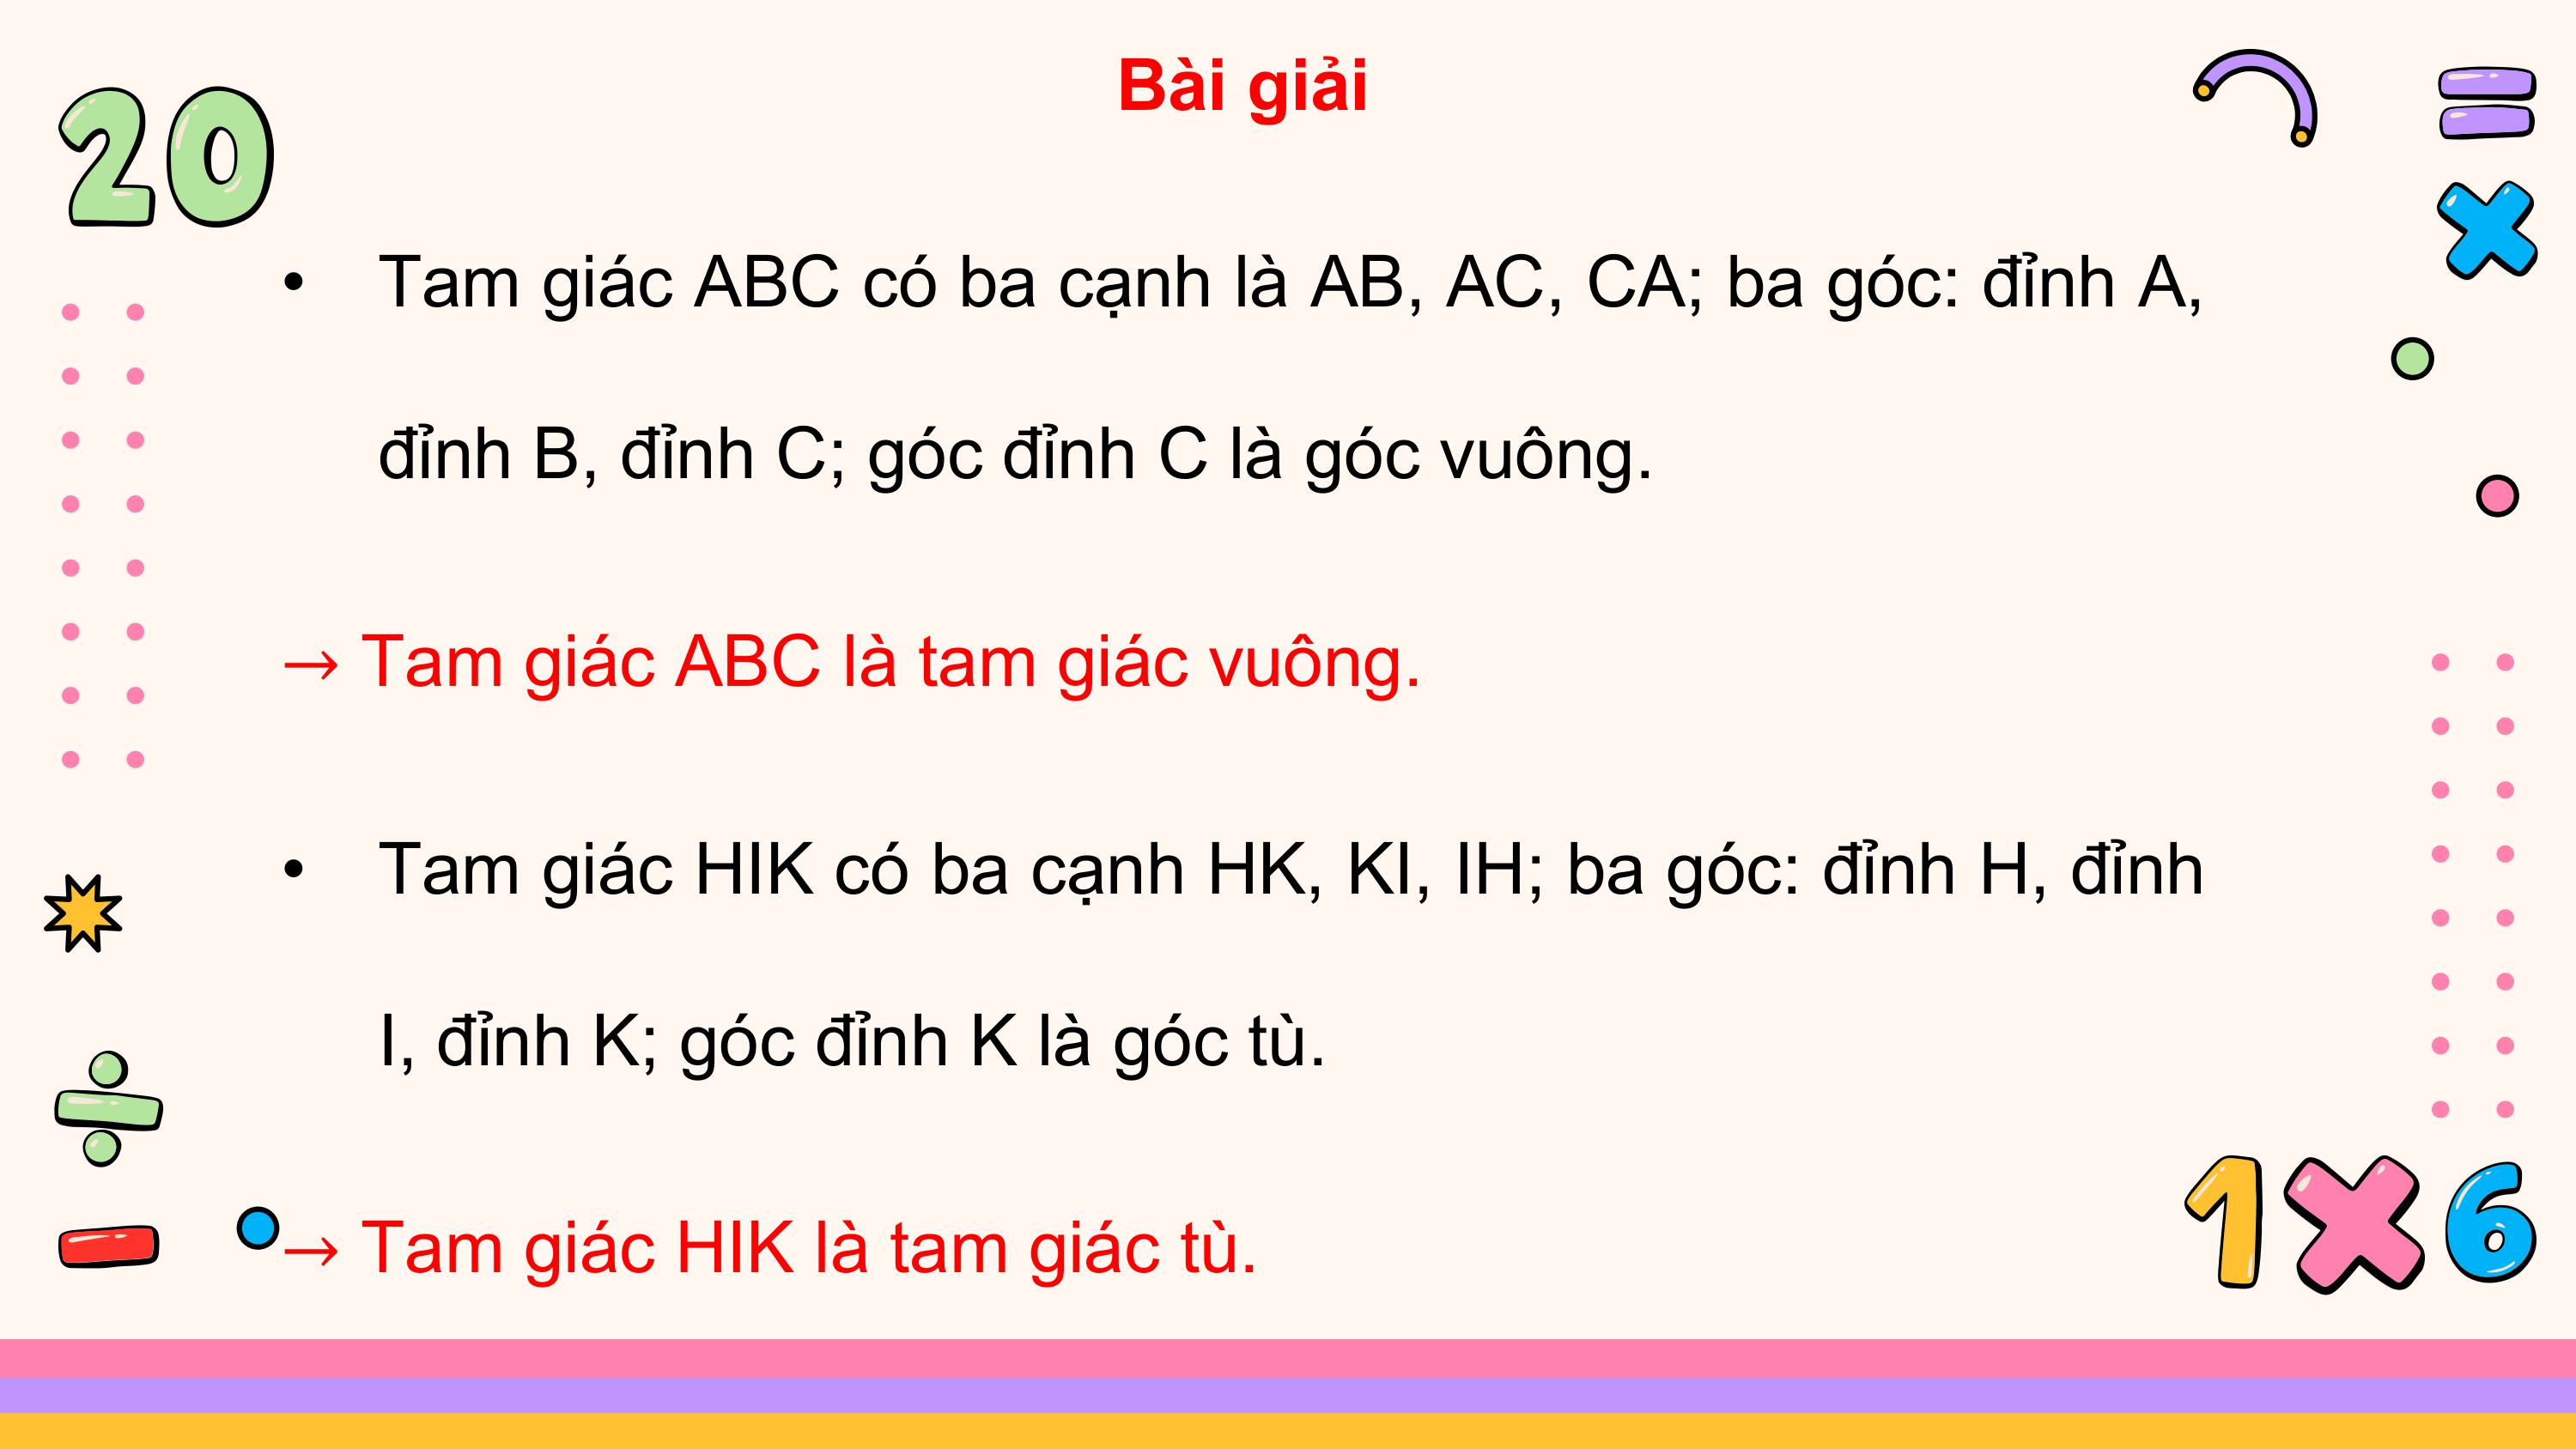 Bài giải
20
• Tam giác ABC có ba cạnh là AB, AC, CA; ba góc: đỉnh A,
đỉnh B, đỉnh C; góc đỉnh C là góc vuông.
→ Tam giác ABC là tam giác vuông.
• Tam giác HIK có ba cạnh HK, KI, IH; ba góc: đỉnh H, đỉnh
I, đỉnh K; góc đỉnh K là góc tù.
→ Tam giác HIK là tam giác tù.
1×6